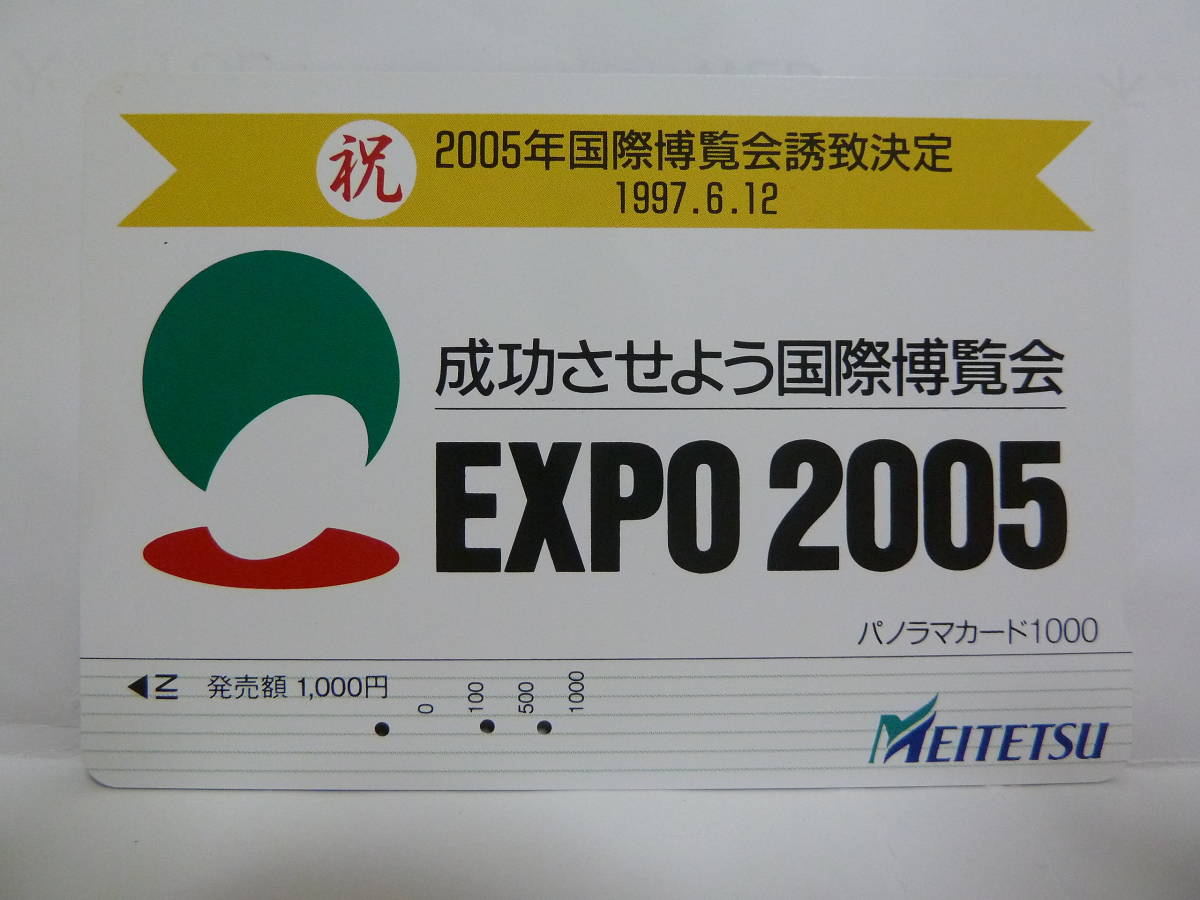 祝
2005年国際博覧会誘致決定
1997.6.12
成功させよう国際博覧会
EXPO 2005
パノラマカード1000
IN 発売額 1,000円
0 100 500 1000
MEITETSU